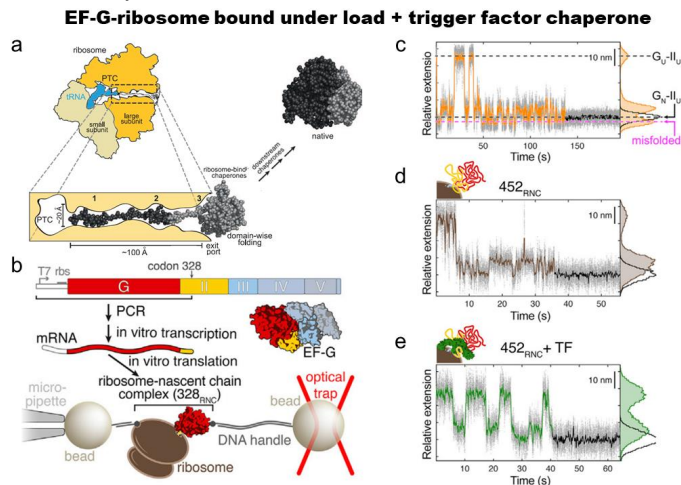 EF-G-ribosome bound under load + trigger factor chaperone
a
ribosome
PTC
tRNA
small
subunit
large
subunit
native
downstream
chaperones
ribosome-bind.
chaperones
1
2
3
PTC
~20 Å
~100 Å
exit
port
domain-wise
folding
b
codon 328
T7 rbs
G
II
III
IV
V
PCR
in vitro transcription
mRNA
in vitro translation
EF-G
ribosome-nascent chain
complex (328RNC)
optical
trap
micro-
pipette
bead
bead
DNA handle
ribosome
c
Relative extensio
10 nm
GU-IIU
GN-IIU
misfolded
0
50
100
150
Time (s)
d
452RNC
Relative extension
10 nm
0
10
20
30
40
50
Time (s)
e
452RNC + TF
Relative extension
10 nm
0
10
20
30
40
50
60
Time (s)